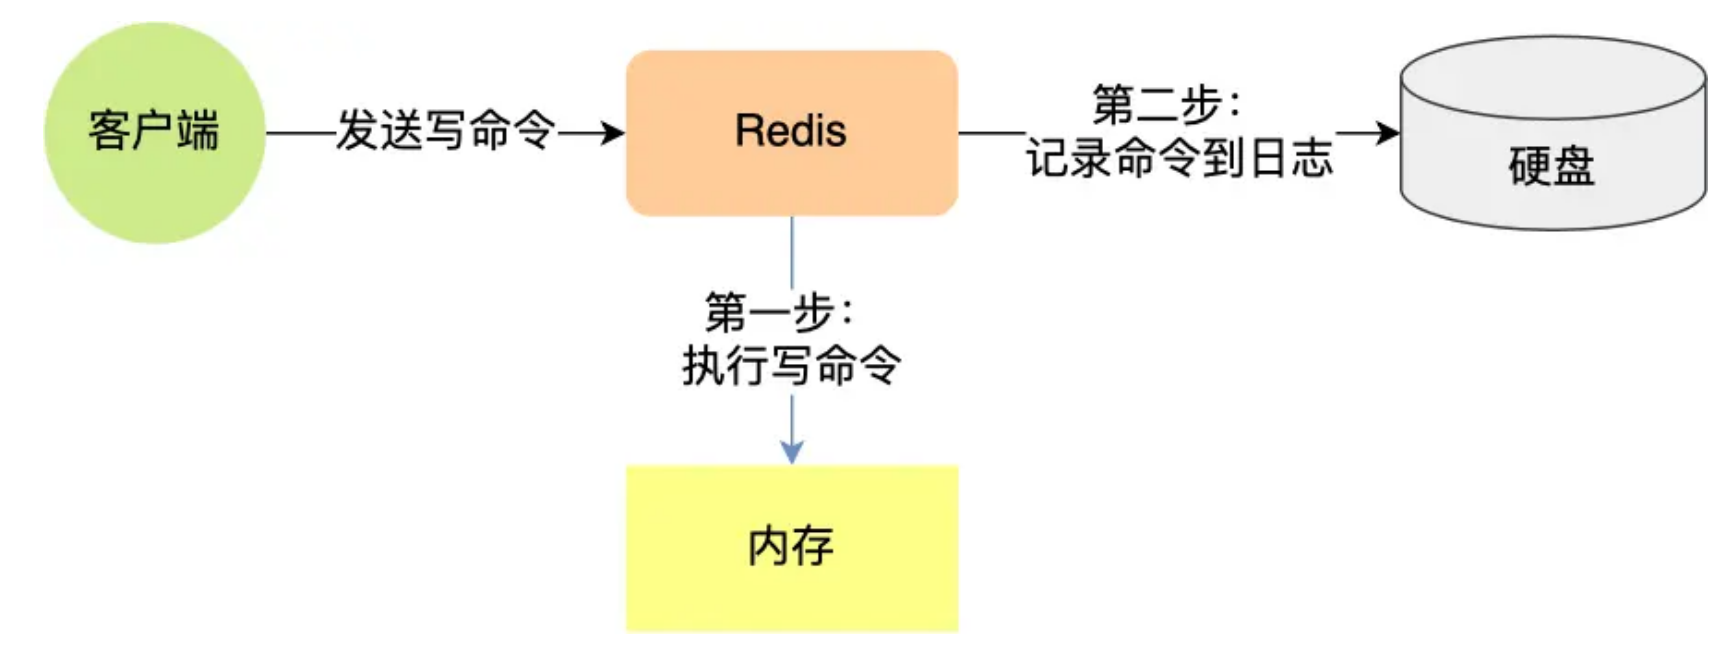 客户端
发送写命令
Redis
第二步：
记录命令到日志
硬盘
第一步：
执行写命令
内存